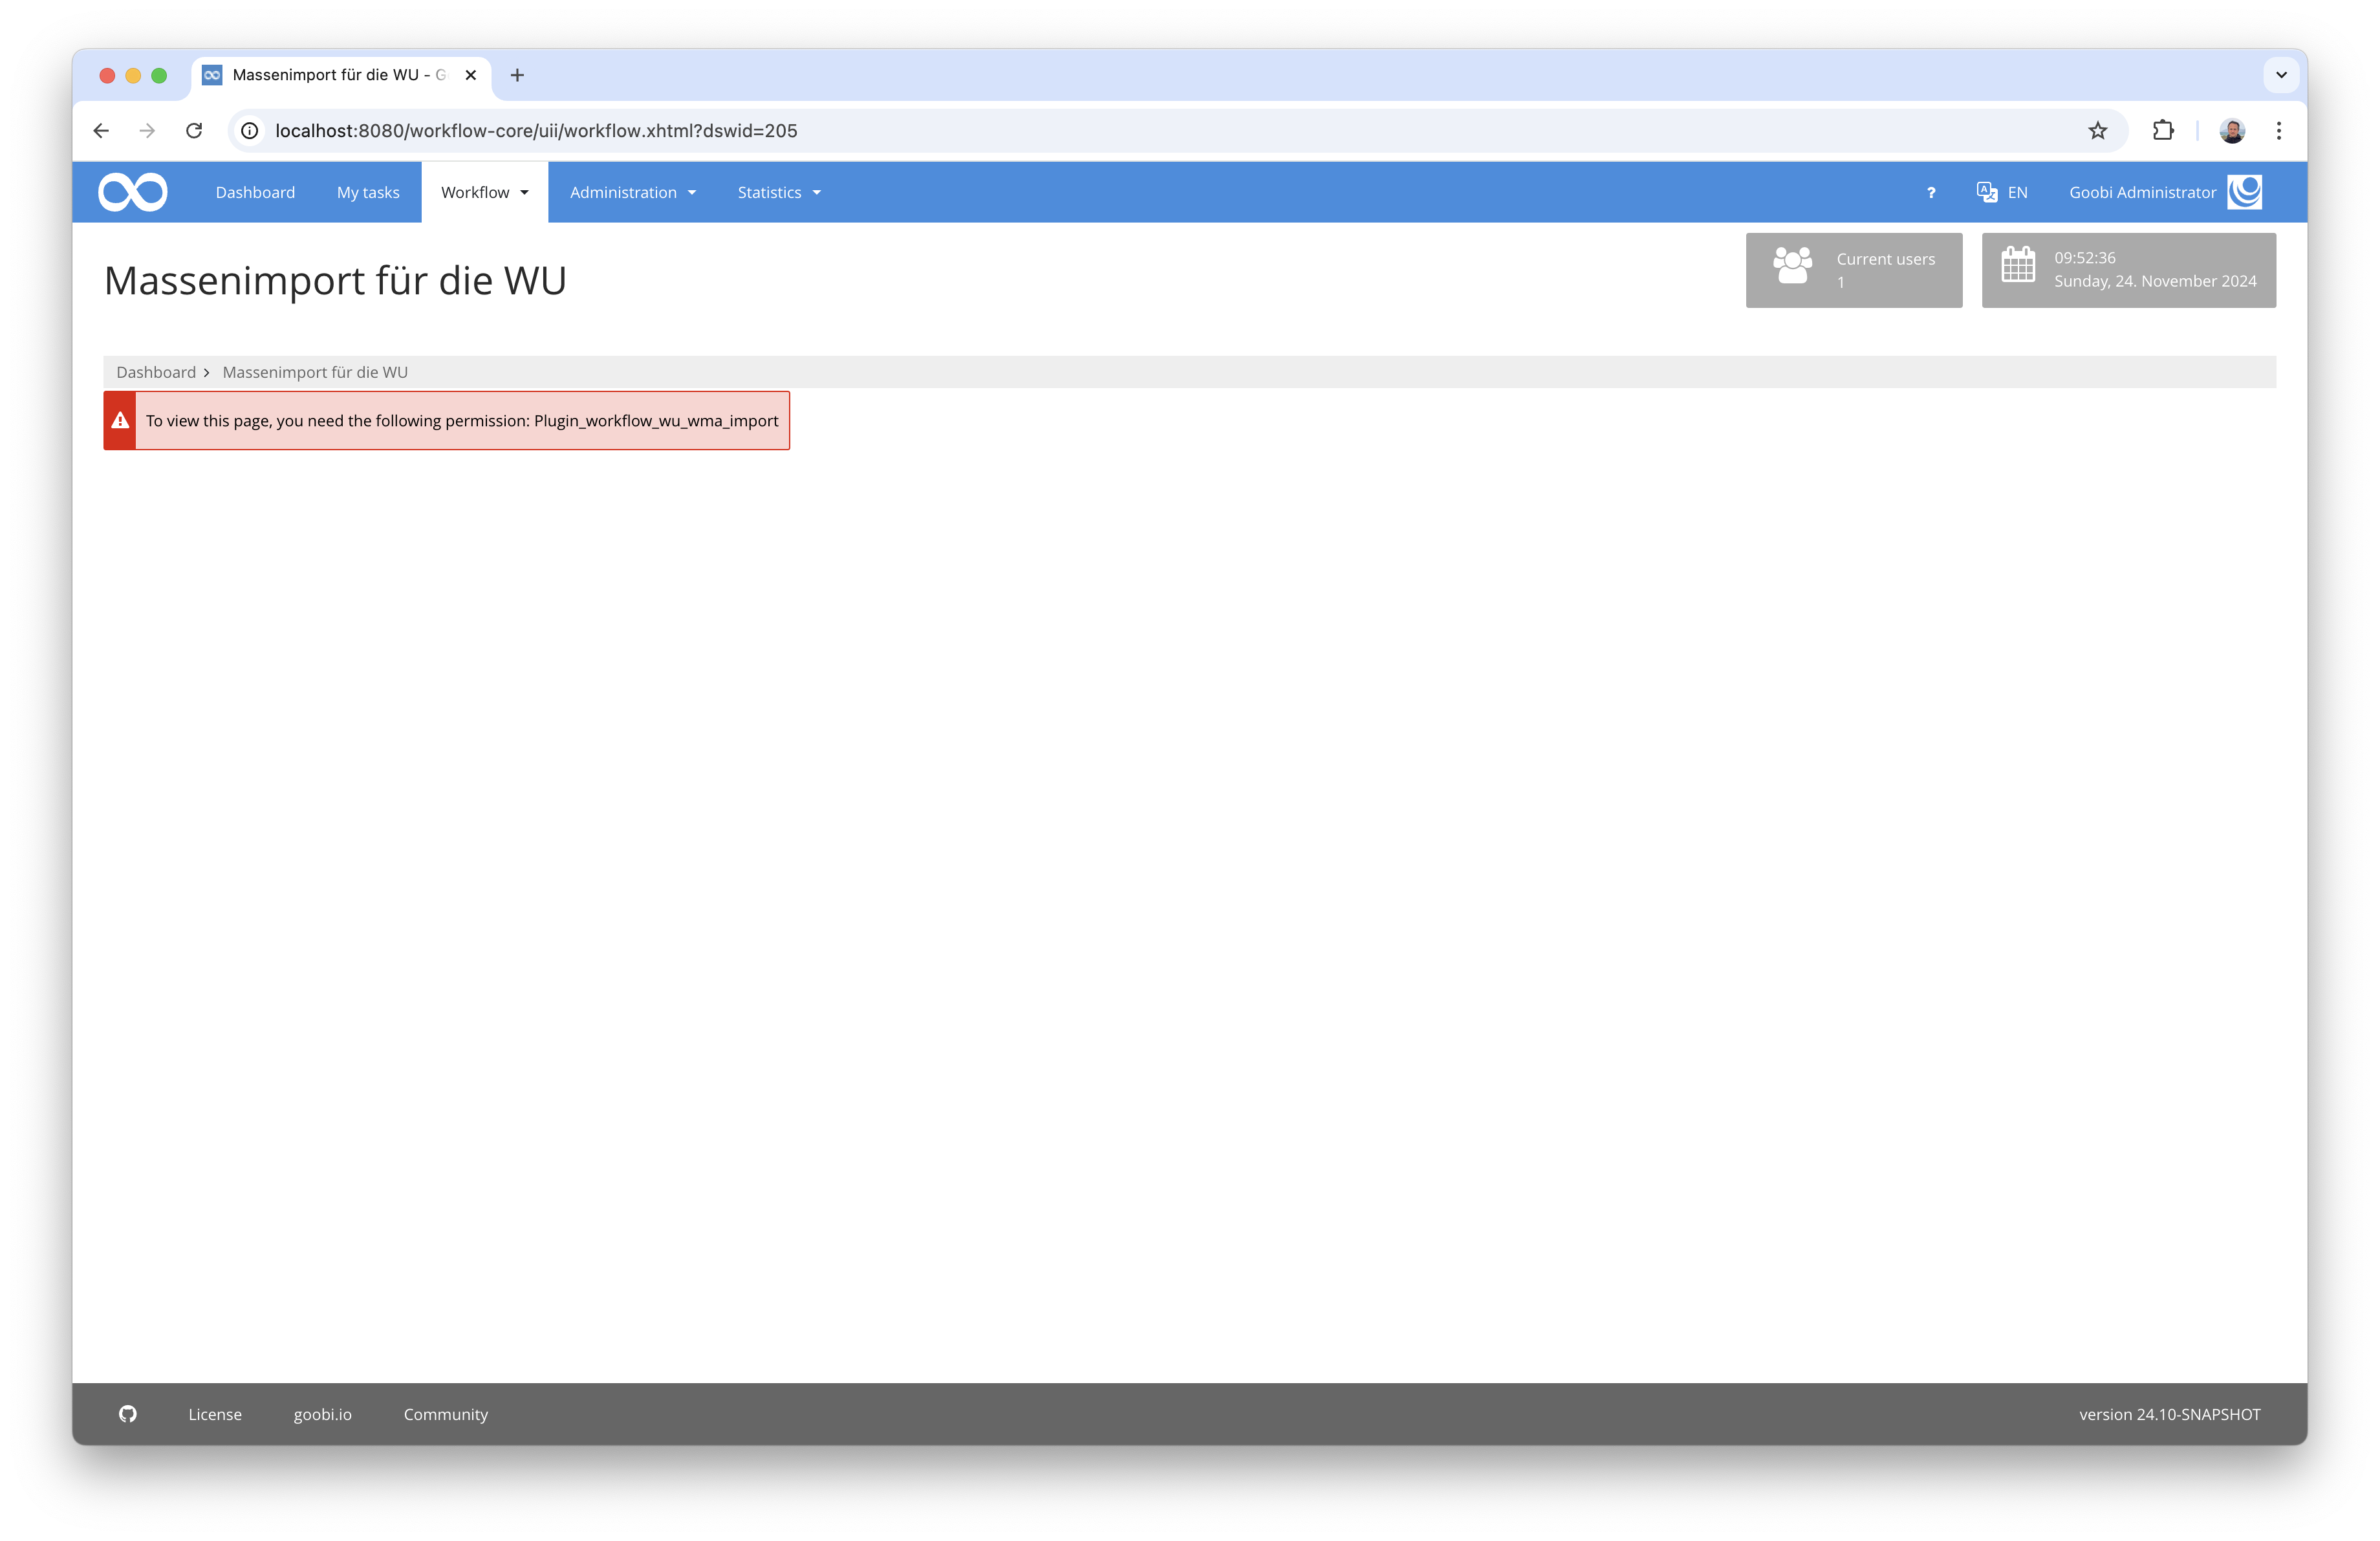 Massenimport für die WU - G
localhost:8080/workflow-core/uii/workflow.xhtml?dswid=205
Dashboard My tasks Workflow Administration Statistics ? EN Goobi Administrator
Massenimport für die WU
Current users
1
09:52:36
Sunday, 24. November 2024
Dashboard > Massenimport für die WU
To view this page, you need the following permission: Plugin_workflow_wu_wma_import
License goobi.io Community version 24.10-SNAPSHOT